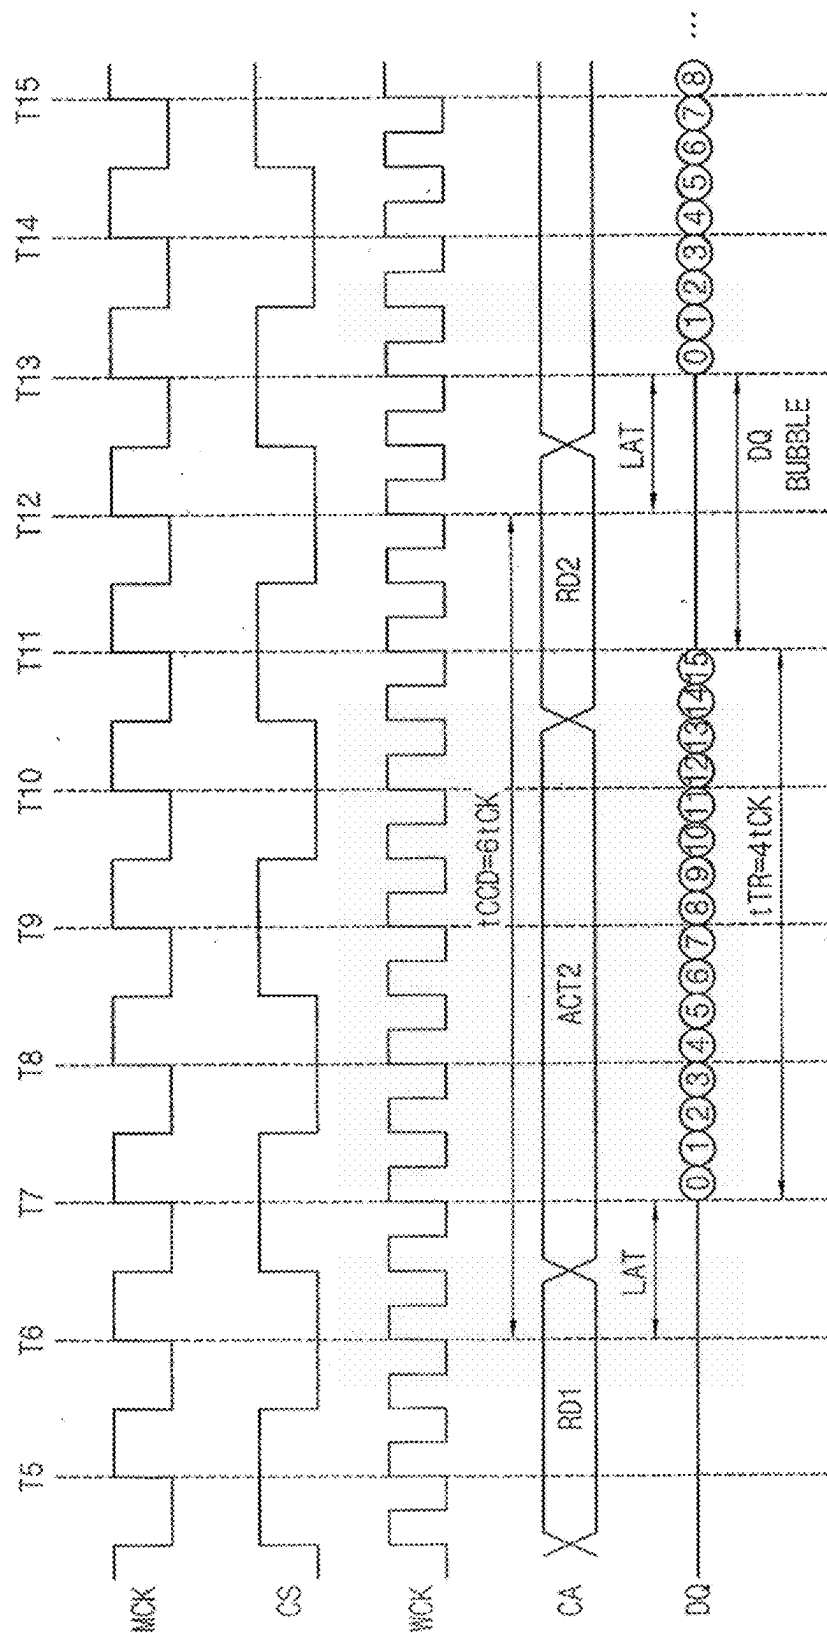 T5 T6 T7 T8 T9 T10 T11 T12 T13 T14 T15
MCK
CS
WCK
tCCD=6tCK
CA RD1 ACT2 RD2
LAT LAT
DQ 0 1 2 3 4 5 6 7 8 9 10 11 12 13 14 15 0 1 2 3 4 5 6 7 8 ...
DQ
BUBBLE
tTR=4tCK